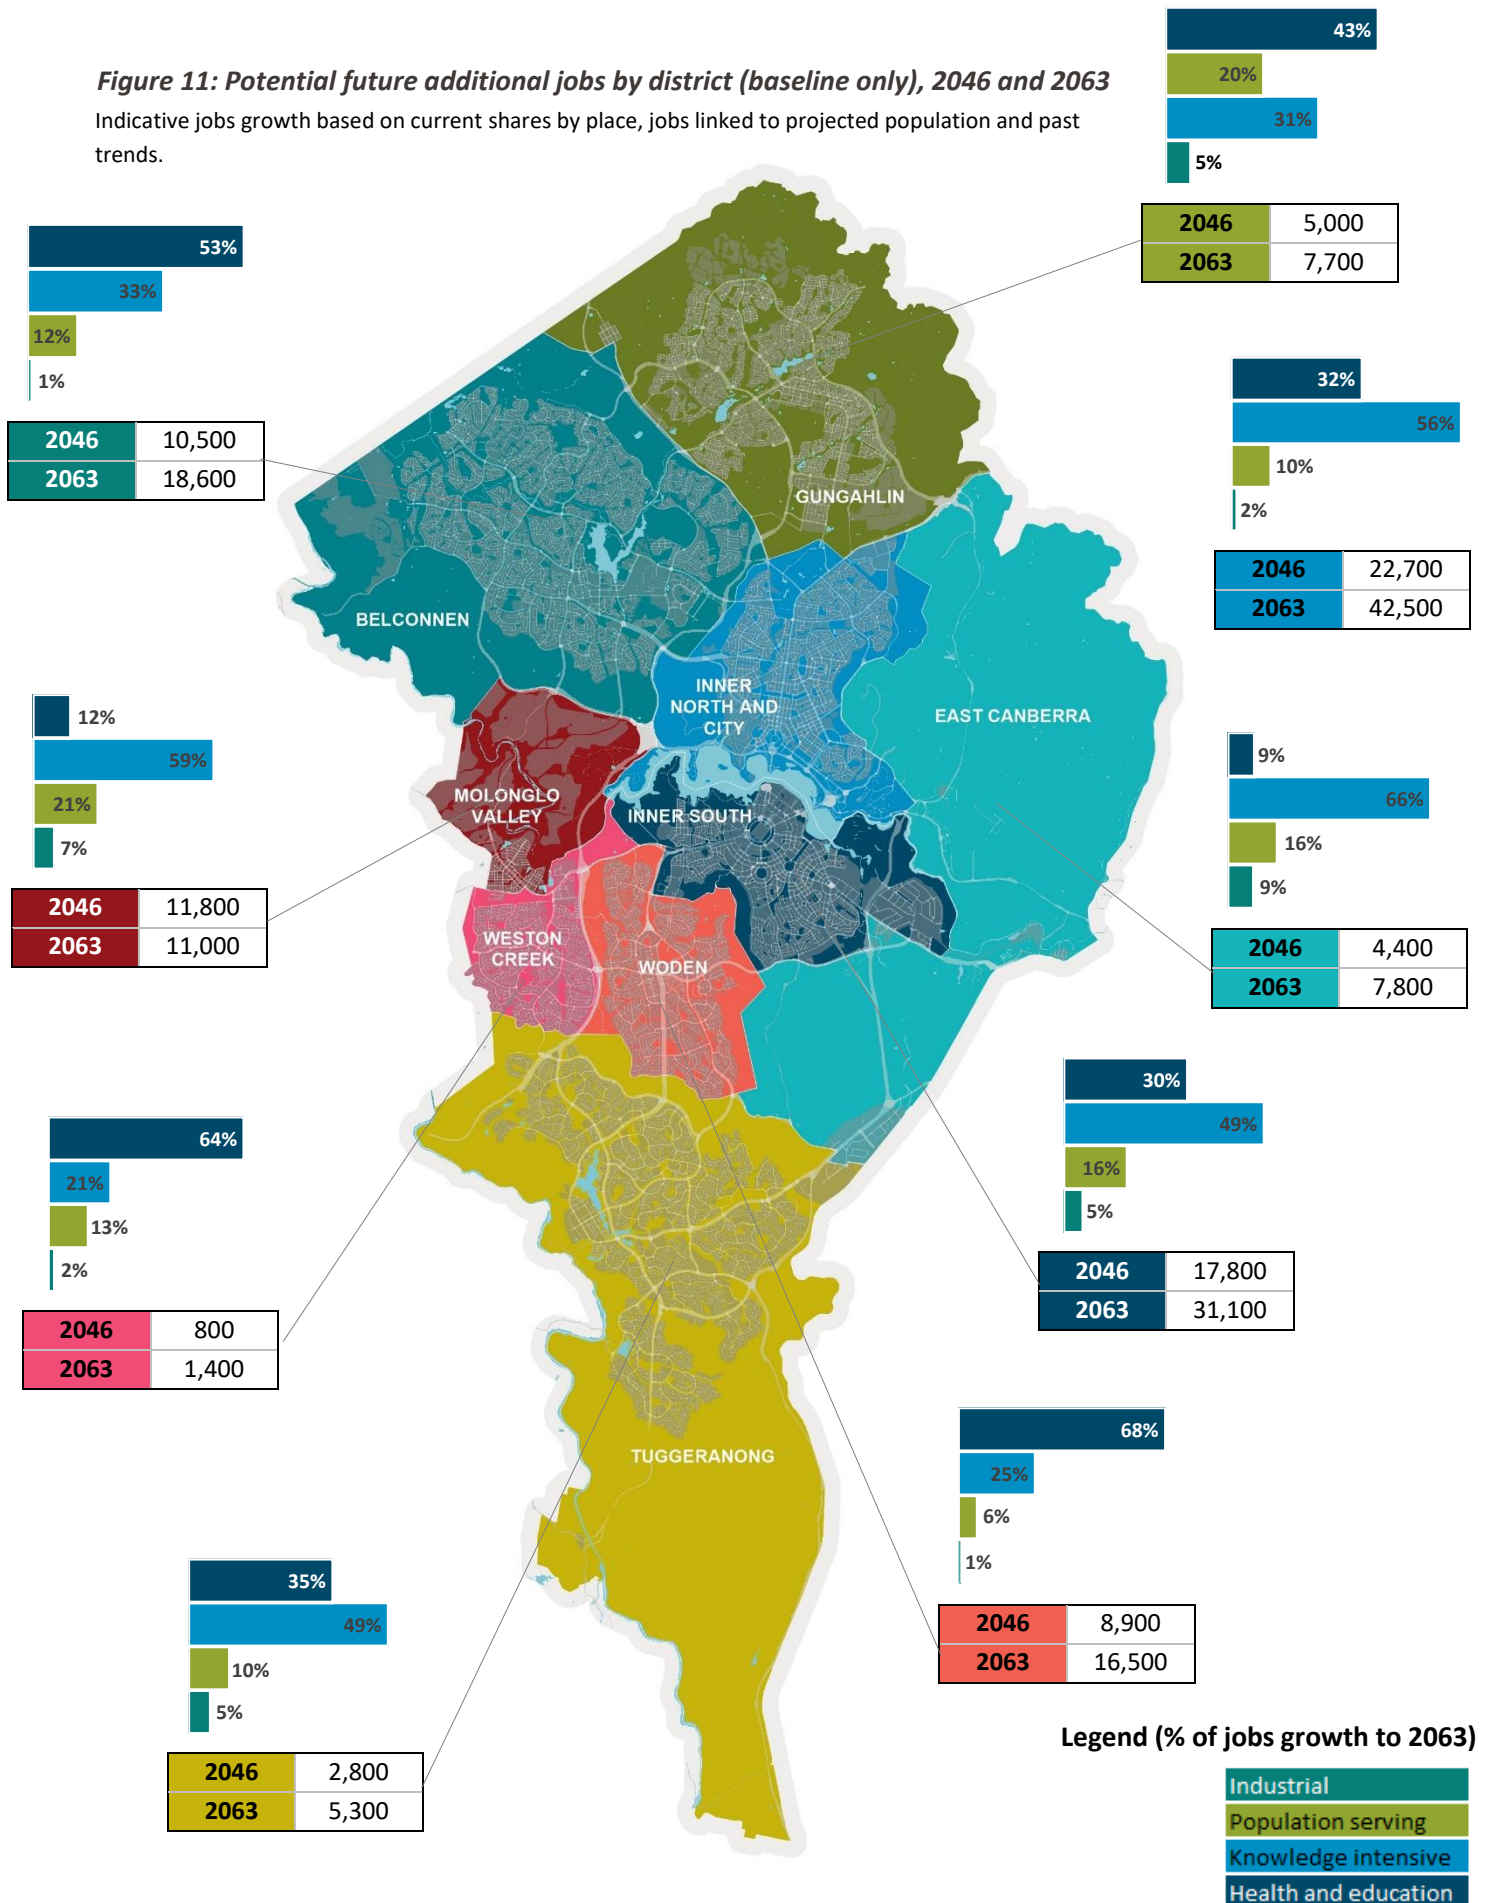 Figure 11: Potential future additional jobs by district (baseline only), 2046 and 2063
Indicative jobs growth based on current shares by place, jobs linked to projected population and past
trends.
43%
20%
31%
5%
2046 5,000
2063 7,700
53%
33%
12%
1%
2046 10,500
2063 18,600
32%
56%
10%
2%
2046 22,700
2063 42,500
GUNGAHLIN
BELCONNEN
INNER
NORTH AND
CITY
EAST CANBERRA
MOLONGLO
VALLEY
INNER SOUTH
WESTON
CREEK
WODEN
TUGGERANONG
12%
59%
21%
7%
2046 11,800
2063 11,000
9%
66%
16%
9%
2046 4,400
2063 7,800
30%
49%
16%
5%
2046 17,800
2063 31,100
64%
21%
13%
2%
2046 800
2063 1,400
68%
25%
6%
1%
2046 8,900
2063 16,500
35%
49%
10%
5%
2046 2,800
2063 5,300
Legend (% of jobs growth to 2063)
Industrial
Population serving
Knowledge intensive
Health and education